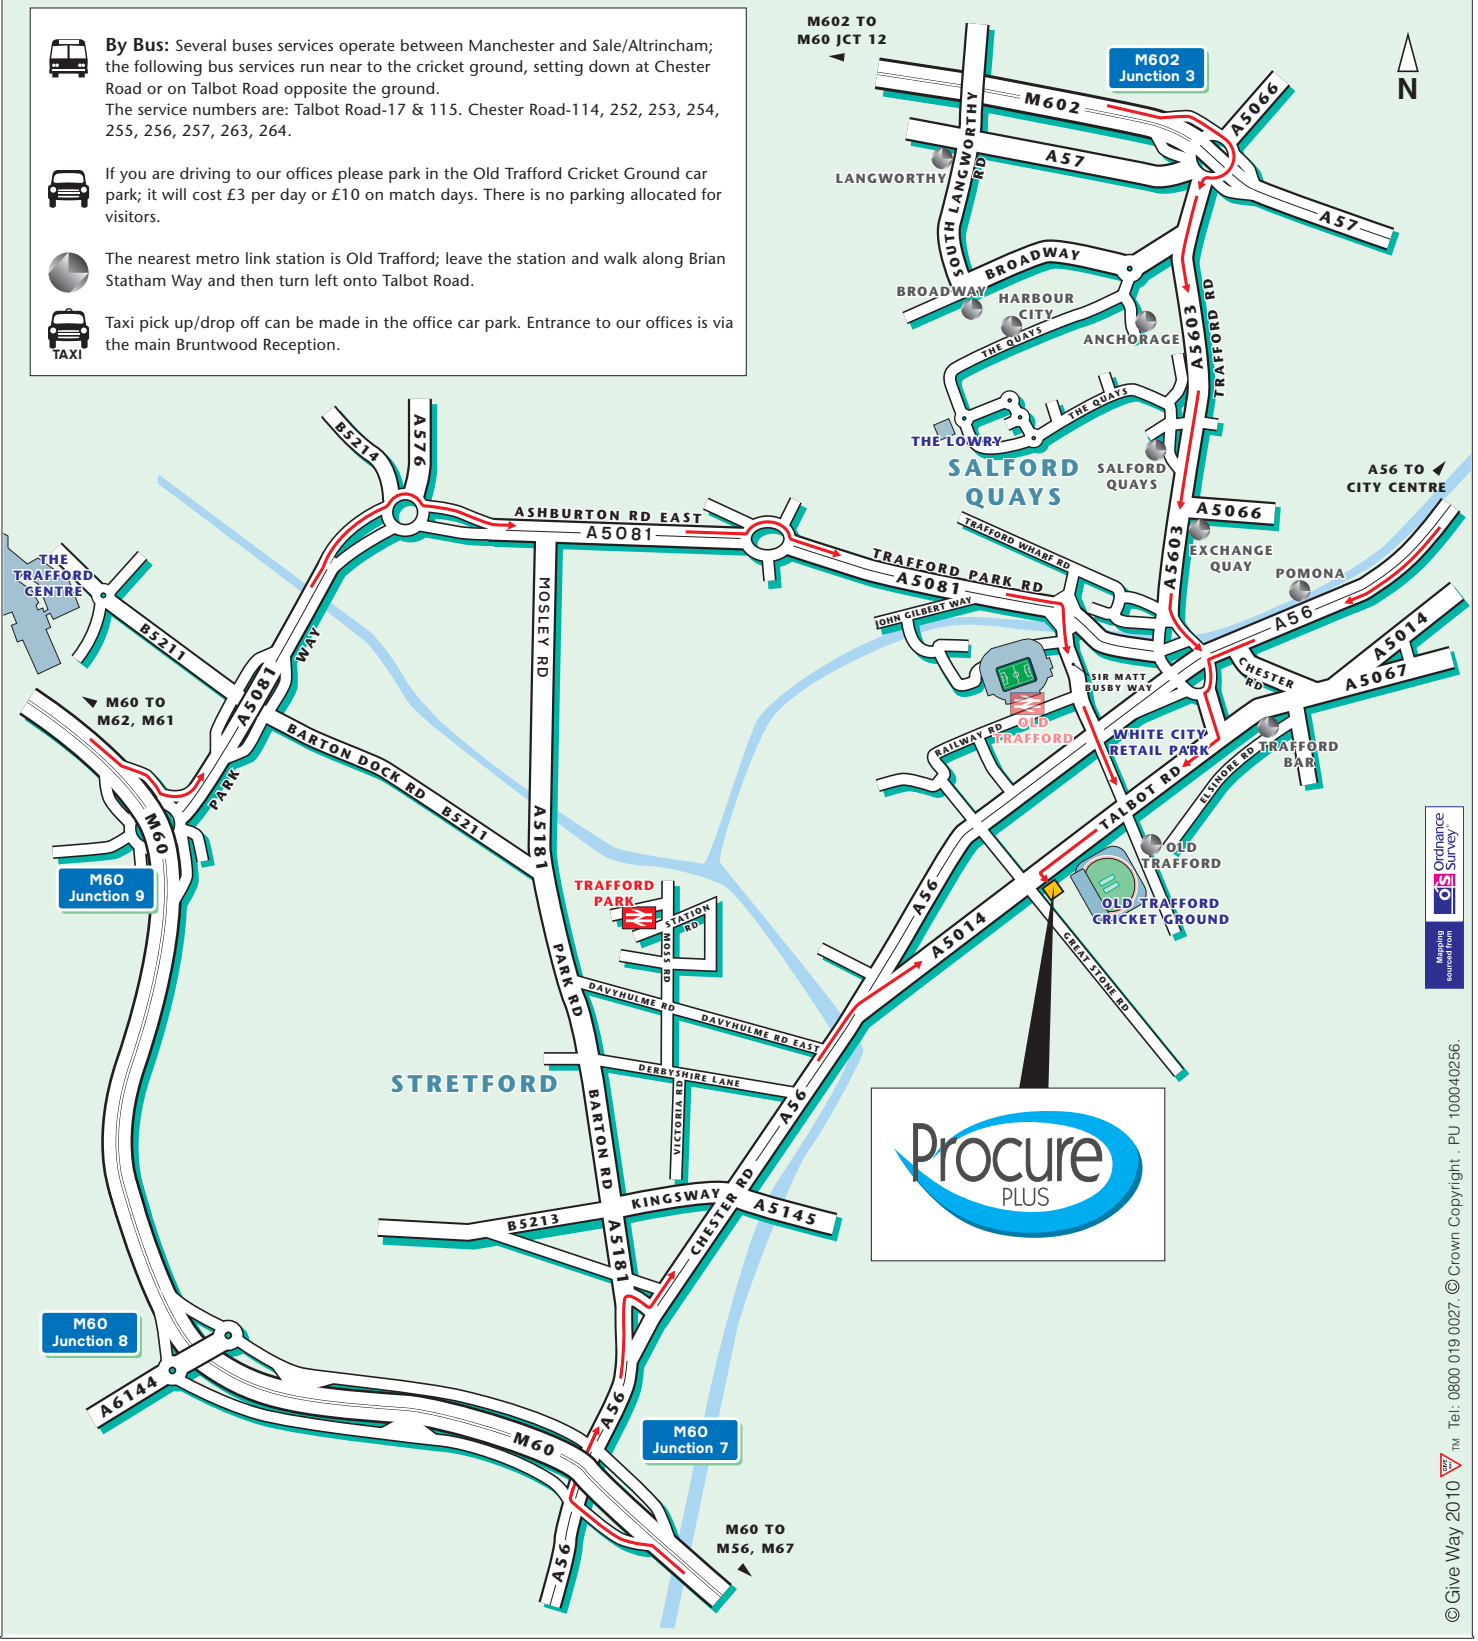 By Bus: Several buses services operate between Manchester and Sale/Altrincham;
the following bus services run near to the cricket ground, setting down at Chester
Road or on Talbot Road opposite the ground.
The service numbers are: Talbot Road-17 & 115. Chester Road-114, 252, 253, 254,
255, 256, 257, 263, 264.
If you are driving to our offices please park in the Old Trafford Cricket Ground car
park; it will cost £3 per day or £10 on match days. There is no parking allocated for
visitors.
The nearest metro link station is Old Trafford; leave the station and walk along Brian
Statham Way and then turn left onto Talbot Road.
TAXI
Taxi pick up/drop off can be made in the office car park. Entrance to our offices is via
the main Bruntwood Reception.
M602 TO
M60 JCT 12
M602
Junction 3
N
M602
A5066
A57
A57
LANGWORTHY
SOUTH LANGWORTHY
RD
BROADWAY
BROADWAY
HARBOUR
CITY
THE QUAYS
ANCHORAGE
A5603
TRAFFORD RD
THE QUAYS
THE LOWRY
SALFORD
QUAYS
SALFORD
QUAYS
A56 TO
CITY CENTRE
A5066
A5603
EXCHANGE
QUAY
POMONA
A56
A5014
A5067
CHESTER
RD
B5214
A576
ASHBURTON RD EAST
A5081
TRAFFORD WHARF RD
TRAFFORD PARK RD
A5081
JOHN GILBERT WAY
SIR MATT
BUSBY WAY
OLD
TRAFFORD
RAILWAY RD
WHITE CITY
RETAIL PARK
TRAFFORD
BAR
ELSINORE RD
TALBOT RD
OLD
TRAFFORD
OLD TRAFFORD
CRICKET GROUND
THE
TRAFFORD
CENTRE
B5211
A5081
WAY
PARK
M60 TO
M62, M61
BARTON DOCK RD
B5211
MOSLEY RD
A5181
M60
M60
Junction 9
TRAFFORD
PARK
STATION
RD
MOSS RD
A56
A5014
GREAT STONE RD
PARK RD
DAVYHULME RD
DAVYHULME RD EAST
DERBYSHIRE LANE
VICTORIA RD
STRETFORD
BARTON RD
A56
KINGSWAY
B5213
A5145
CHESTER RD
A5181
Procure
PLUS
M60
Junction 8
A6144
M60
A56
M60
Junction 7
M60 TO
M56, M67
A56
Ordnance
Survey®
OS
Mapping
sourced from
© Give Way 2010 GIVE WAY ™ Tel: 0800 019 0027. © Crown Copyright . PU 100040256.